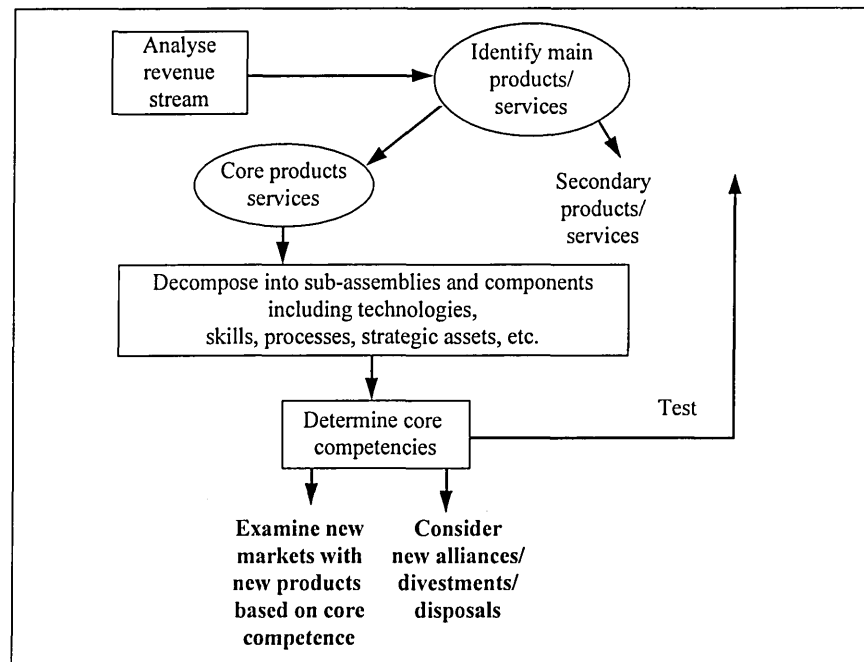 Analyse
revenue
stream
Identify main
products/
services
Core products
services
Secondary
products/
services
Decompose into sub-assemblies and components
including technologies,
skills, processes, strategic assets, etc.
Determine core
competencies
Test
Examine new
markets with
new products
based on core
competence
Consider
new alliances/
divestments/
disposals